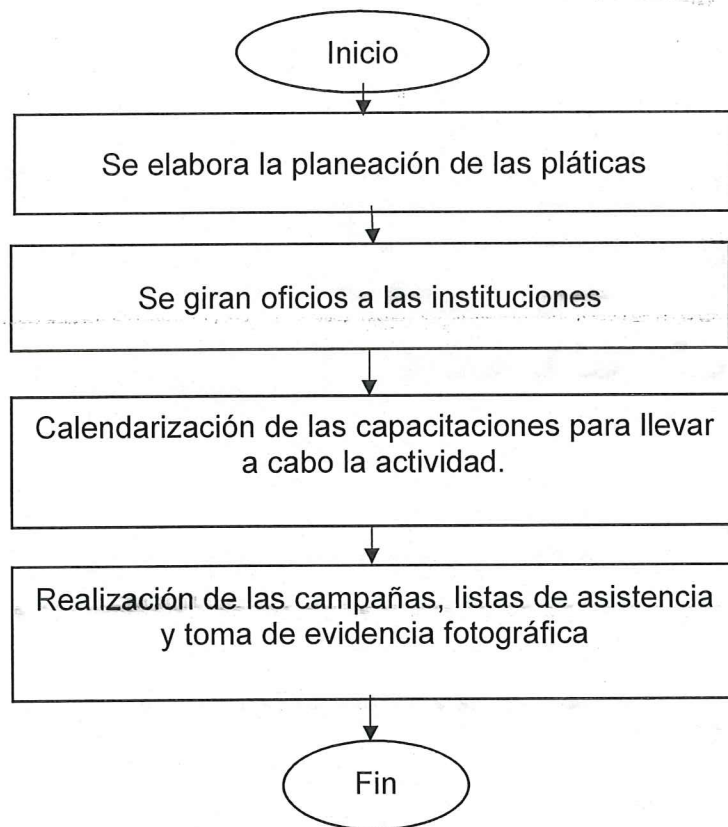 Inicio
Se elabora la planeación de las pláticas
Se giran oficios a las instituciones
Calendarización de las capacitaciones para llevar
a cabo la actividad.
Realización de las campañas, listas de asistencia
y toma de evidencia fotográfica
Fin